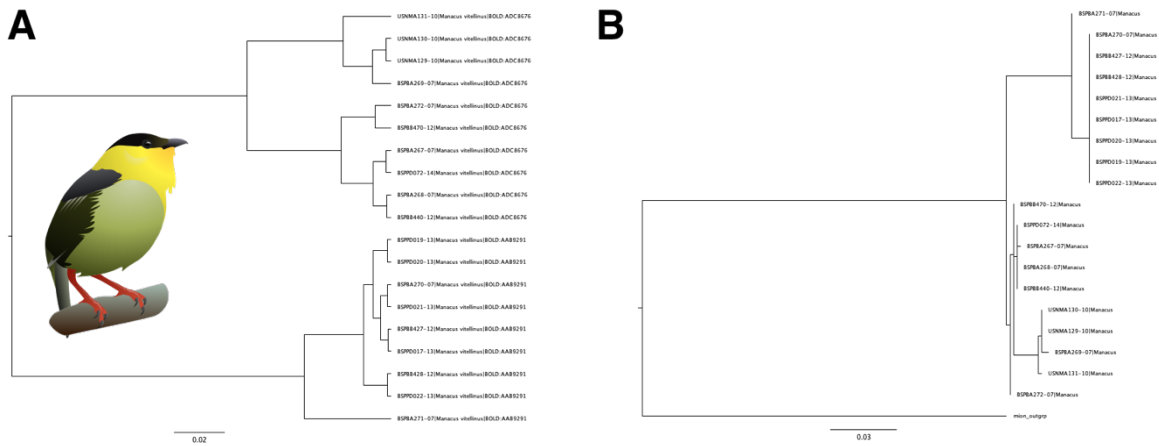 A
USNMA131-10|Manacus vitellinus|BOLD:ADC8676
USNMA130-10|Manacus vitellinus|BOLD:ADC8676
USNMA129-10|Manacus vitellinus|BOLD:ADC8676
BSPBA269-07|Manacus vitellinus|BOLD:ADC8676
BSPBA272-07|Manacus vitellinus|BOLD:ADC8676
BSPBB470-12|Manacus vitellinus|BOLD:ADC8676
BSPBA267-07|Manacus vitellinus|BOLD:ADC8676
BSPPD072-14|Manacus vitellinus|BOLD:ADC8676
BSPBA268-07|Manacus vitellinus|BOLD:ADC8676
BSPBB440-12|Manacus vitellinus|BOLD:ADC8676
BSPPD019-13|Manacus vitellinus|BOLD:AAB9291
BSPPD020-13|Manacus vitellinus|BOLD:AAB9291
BSPBA270-07|Manacus vitellinus|BOLD:AAB9291
BSPPD021-13|Manacus vitellinus|BOLD:AAB9291
BSPBB427-12|Manacus vitellinus|BOLD:AAB9291
BSPPD017-13|Manacus vitellinus|BOLD:AAB9291
BSPBB428-12|Manacus vitellinus|BOLD:AAB9291
BSPPD022-13|Manacus vitellinus|BOLD:AAB9291
BSPBA271-07|Manacus vitellinus|BOLD:AAB9291
0.02
B
BSPBA271-07|Manacus
BSPBA270-07|Manacus
BSPBB427-12|Manacus
BSPBB428-12|Manacus
BSPPD021-13|Manacus
BSPPD017-13|Manacus
BSPPD020-13|Manacus
BSPPD019-13|Manacus
BSPPD022-13|Manacus
BSPBB470-12|Manacus
BSPPD072-14|Manacus
BSPBA267-07|Manacus
BSPBA268-07|Manacus
BSPBB440-12|Manacus
USNMA130-10|Manacus
USNMA129-10|Manacus
BSPBA269-07|Manacus
USNMA131-10|Manacus
BSPBA272-07|Manacus
mion_outgrp
0.03